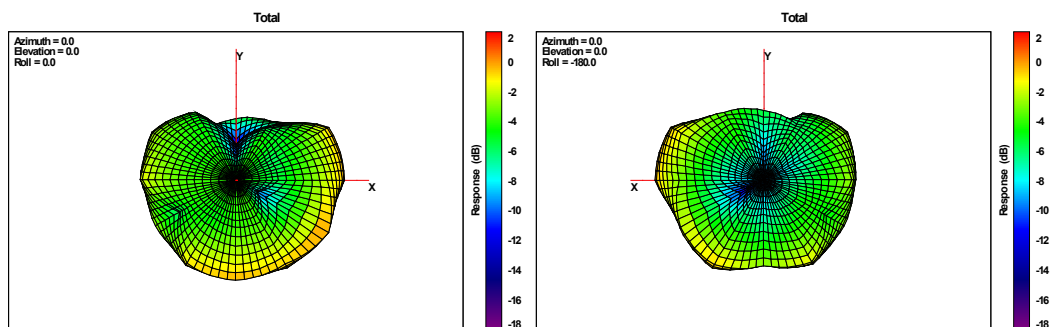 Total
Azimuth = 0.0
Elevation = 0.0
Roll = 0.0
Y
X
2
0
-2
-4
-6
-8
-10
-12
-14
-16
-18
Response (dB)
Total
Azimuth = 0.0
Elevation = 0.0
Roll = -180.0
Y
X
2
0
-2
-4
-6
-8
-10
-12
-14
-16
-18
Response (dB)